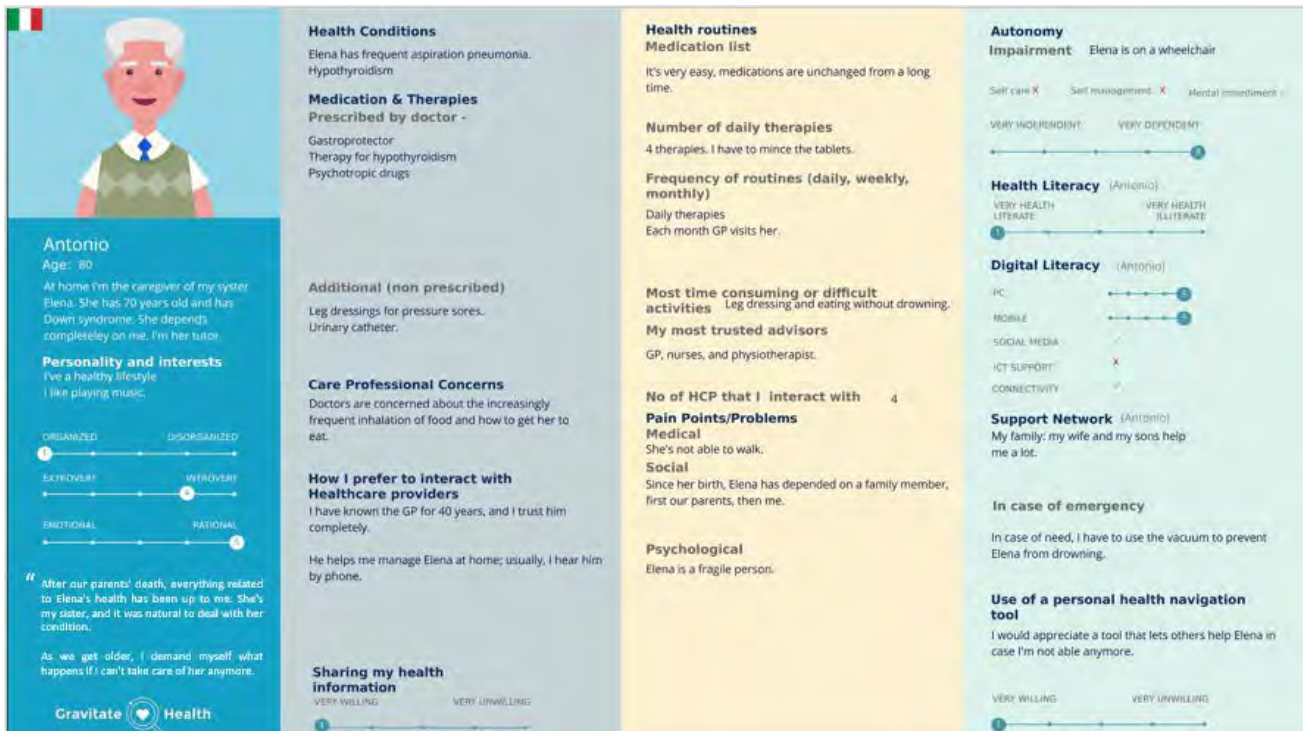 Antonio
Age: 80
At home I'm the caregiver of my syster
Elena. She has 70 years old and has
Down syndrome. She depends
completeley on me. I'm her tutor.
Personality and interests
I've a healthy lifestyle
I like playing music.
ORGANIZED DISORGANIZED
1
EXTROVERT INTROVERT
4
EMOTIONAL RATIONAL
5
“ After our parents' death, everything related
to Elena's health has been up to me. She's
my sister, and it was natural to deal with her
condition.
As we get older, I demand myself what
happens if I can't take care of her anymore.
Gravitate Health
Health Conditions
Elena has frequent aspiration pneumonia.
Hypothyroidism
Medication & Therapies
Prescribed by doctor -
Gastroprotector
Therapy for hypothyroidism
Psychotropic drugs
Additional (non prescribed)
Leg dressings for pressure sores.
Urinary catheter.
Care Professional Concerns
Doctors are concerned about the increasingly
frequent inhalation of food and how to get her to
eat.
How I prefer to interact with
Healthcare providers
I have known the GP for 40 years, and I trust him
completely.
He helps me manage Elena at home; usually, i hear him
by phone.
Sharing my health
information
VERY WILLING VERY UNWILLING
1
Health routines
Medication list
It's very easy, medications are unchanged from a long
time.
Number of daily therapies
4 therapies. I have to mince the tablets.
Frequency of routines (daily, weekly,
monthly)
Daily therapies
Each month GP visits her.
Most time consuming or difficult
activities Leg dressing and eating without drowning.
My most trusted advisors
GP, nurses, and physiotherapist.
No of HCP that I interact with 4
Pain Points/Problems
Medical
She's not able to walk.
Social
Since her birth, Elena has depended on a family member,
first our parents, then me.
Psychological
Elena is a fragile person.
Autonomy
Impairment Elena is on a wheelchair
Self care X Self management X Mental impediment
VERY INDEPENDENT VERY DEPENDENT
Health Literacy (Antonio)
VERY HEALTH LITERATE VERY HEALTH ILLITERATE
1
Digital Literacy (Antonio)
PC
MOBILE
SOCIAL MEDIA
ICT SUPPORT X
CONNECTIVITY
Support Network (Antonio)
My family: my wife and my sons help
me a lot.
In case of emergency
In case of need, I have to use the vacuum to prevent
Elena from drowning.
Use of a personal health navigation
tool
I would appreciate a tool that lets others help Elena in
case I'm not able anymore.
VERY WILLING VERY UNWILLING
1